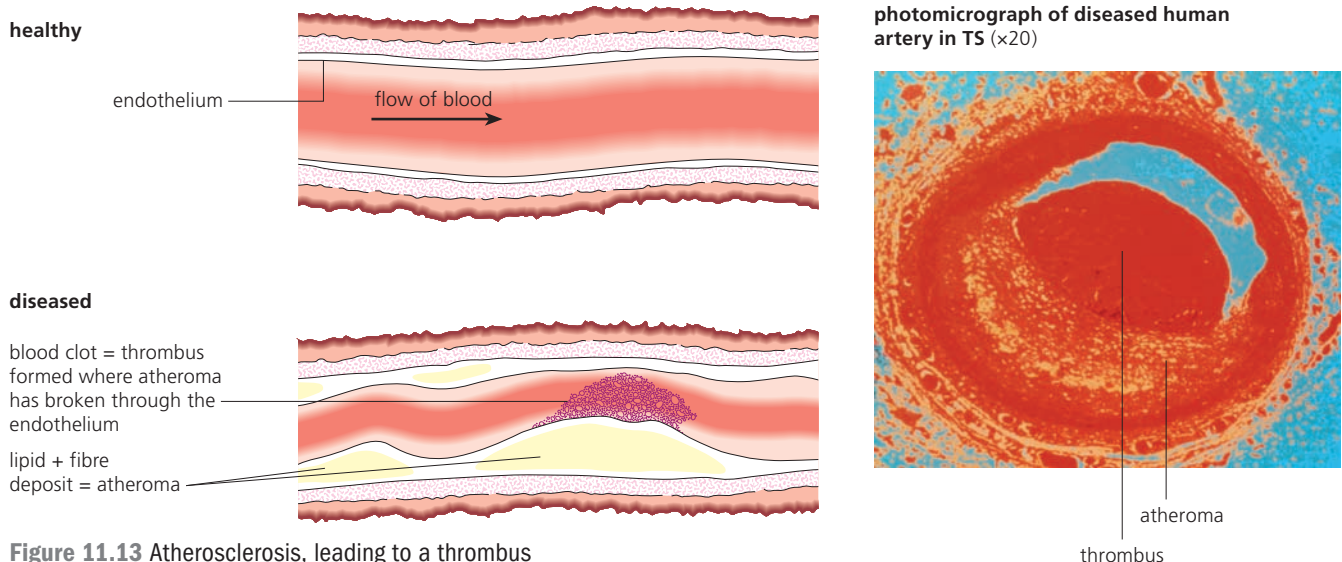 healthy
endothelium
flow of blood
diseased
blood clot = thrombus
formed where atheroma
has broken through the
endothelium
lipid + fibre
deposit = atheroma
Figure 11.13 Atherosclerosis, leading to a thrombus
photomicrograph of diseased human
artery in TS (×20)
atheroma
thrombus